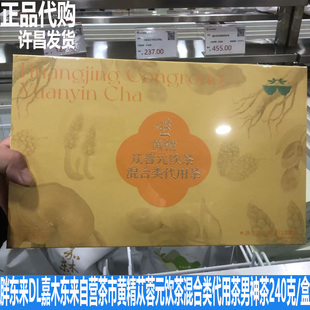 正品代购
许昌发货
237.00
455.00
Huangjing Congrong
Yuanyin Cha
黄精
苁蓉元饮茶
混合类代用茶
胖东来DL嘉木东来自营茶市黄精苁蓉元饮茶混合类代用茶男神茶240克/盒